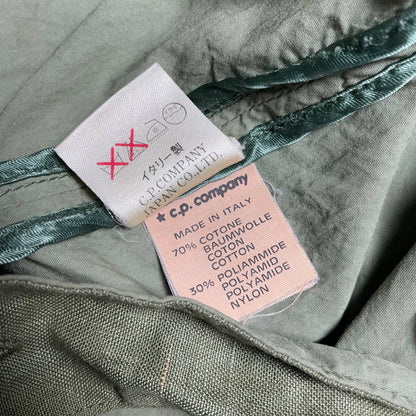 イタリー製
C.P.COMPANY
JAPAN CO.,LTD.
★ c.p. company
MADE IN ITALY
70% COTONE
BAUMWOLLE
COTON
COTTON
30% POLIAMMIDE
POLYAMID
POLYAMIDE
NYLON